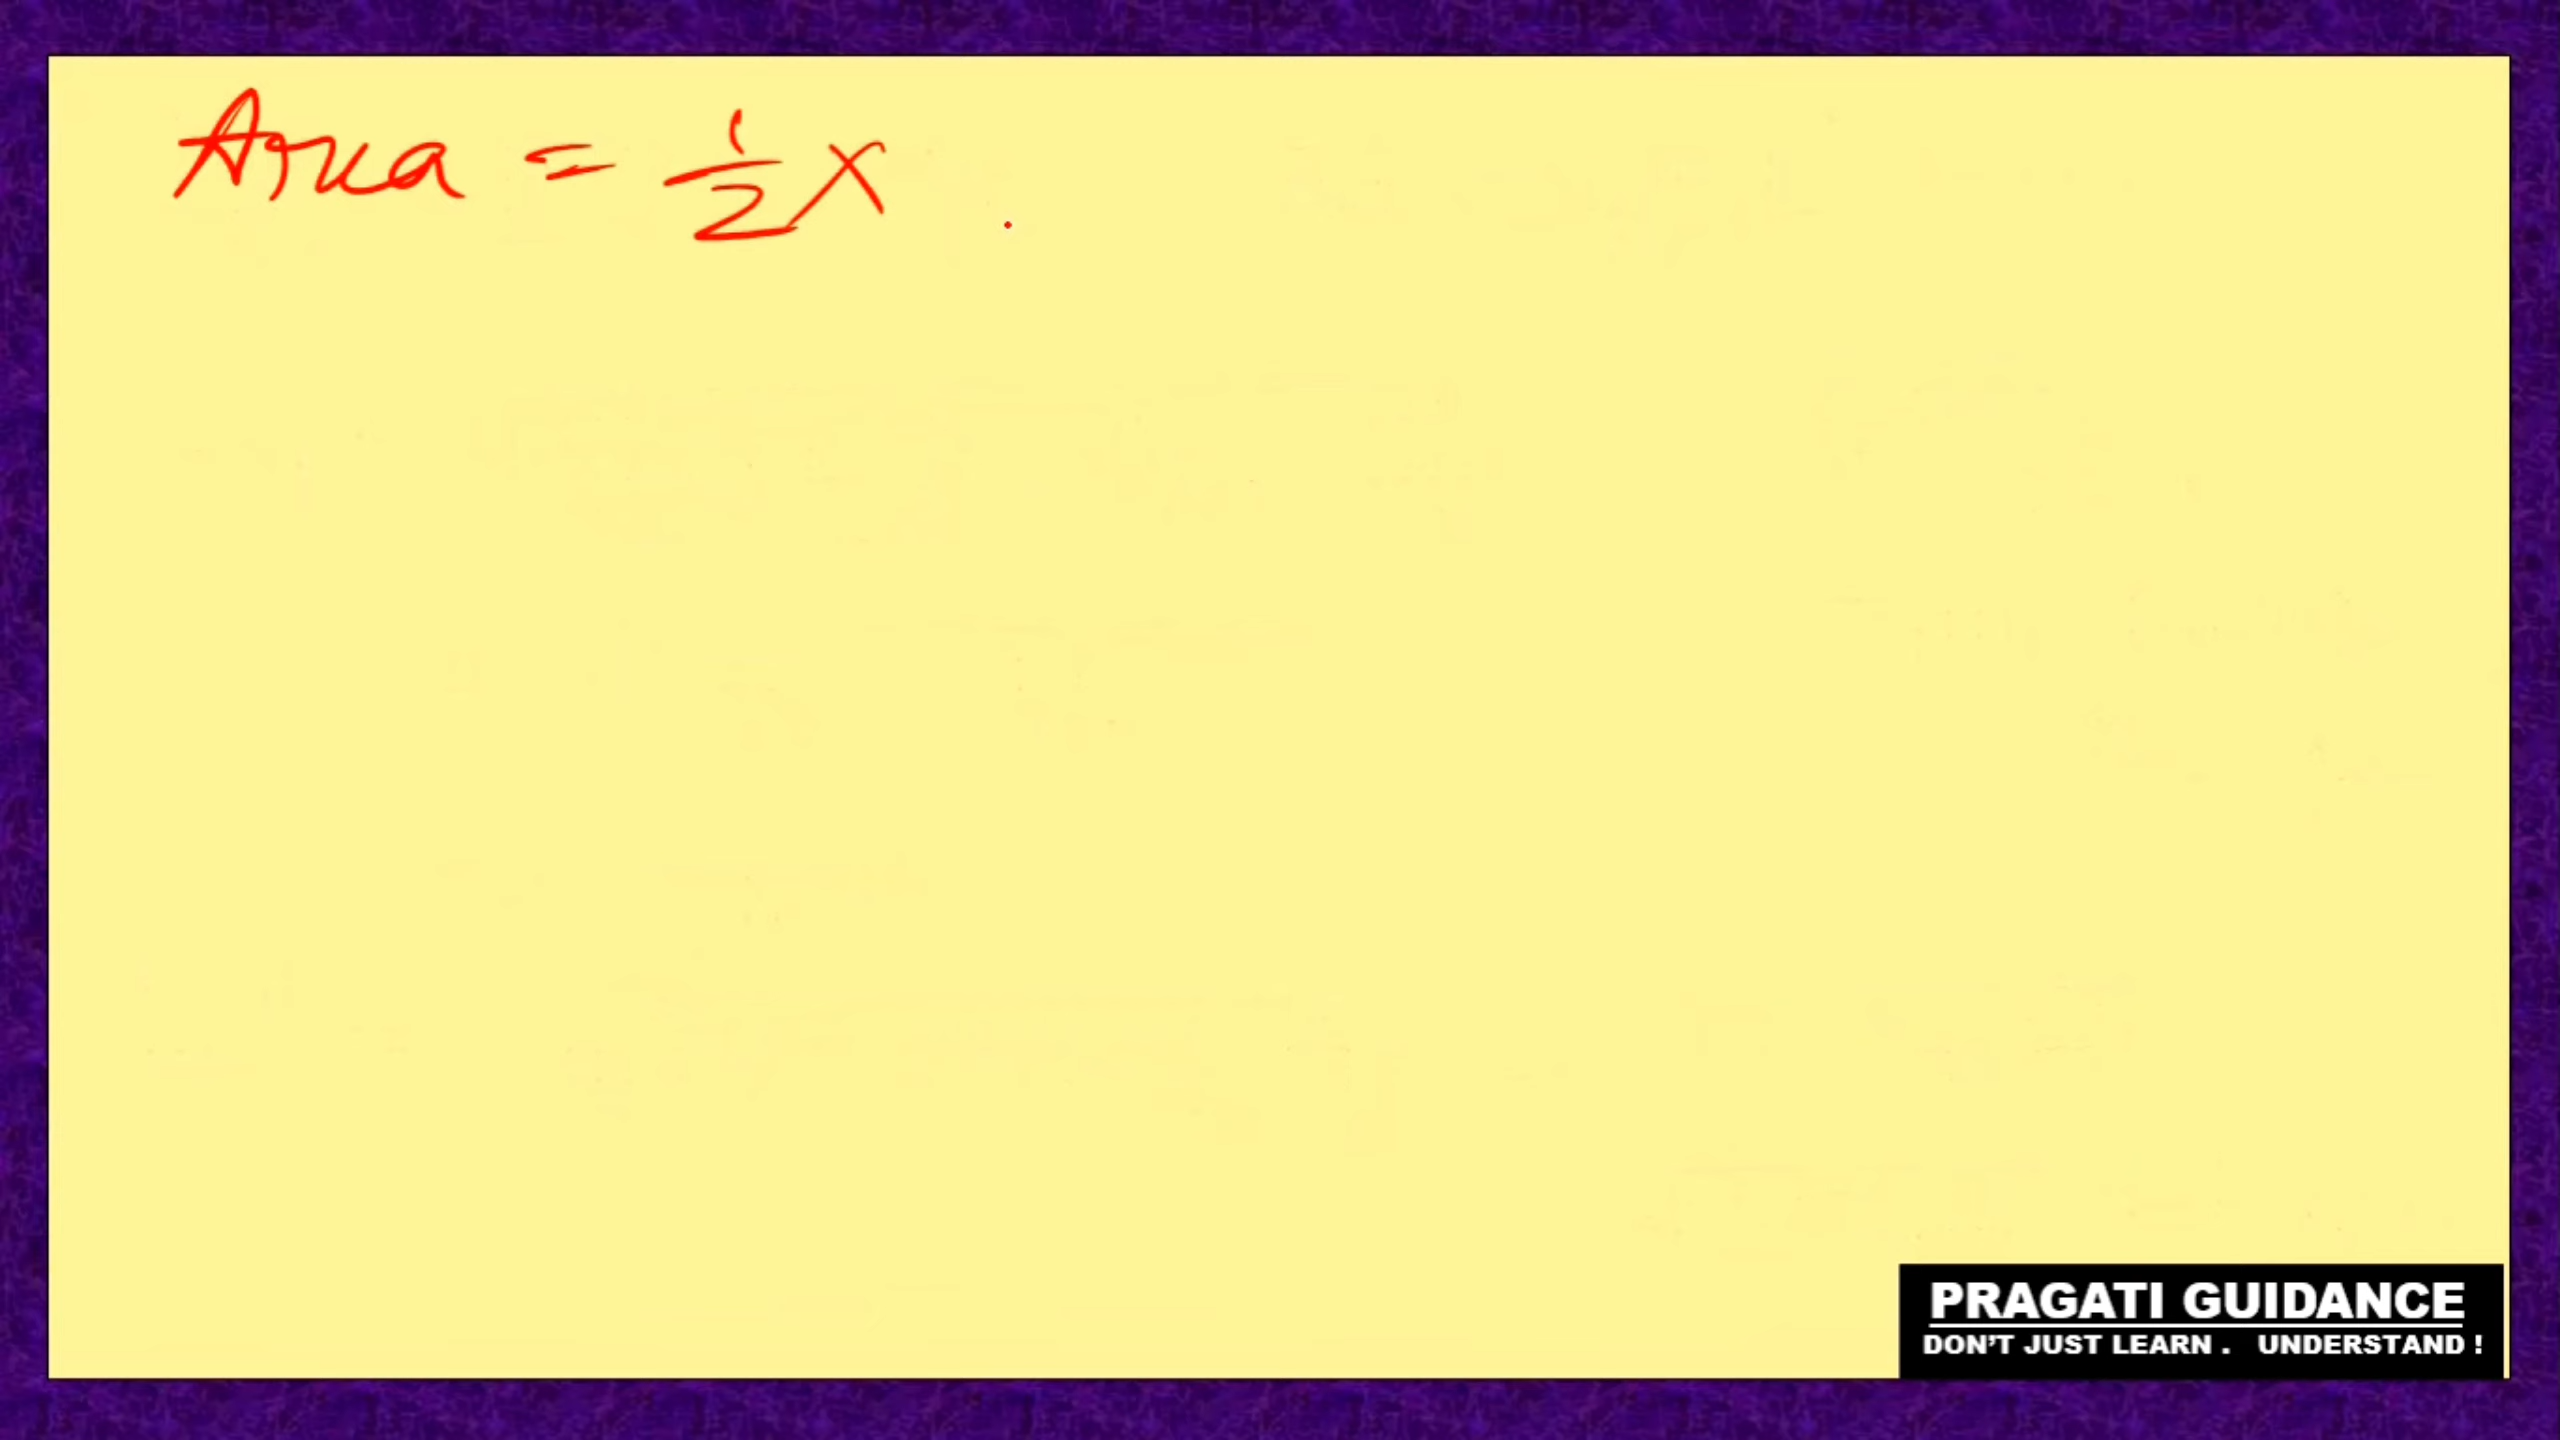 Area = 1/2 ×
PRAGATI GUIDANCE
DON'T JUST LEARN . UNDERSTAND !